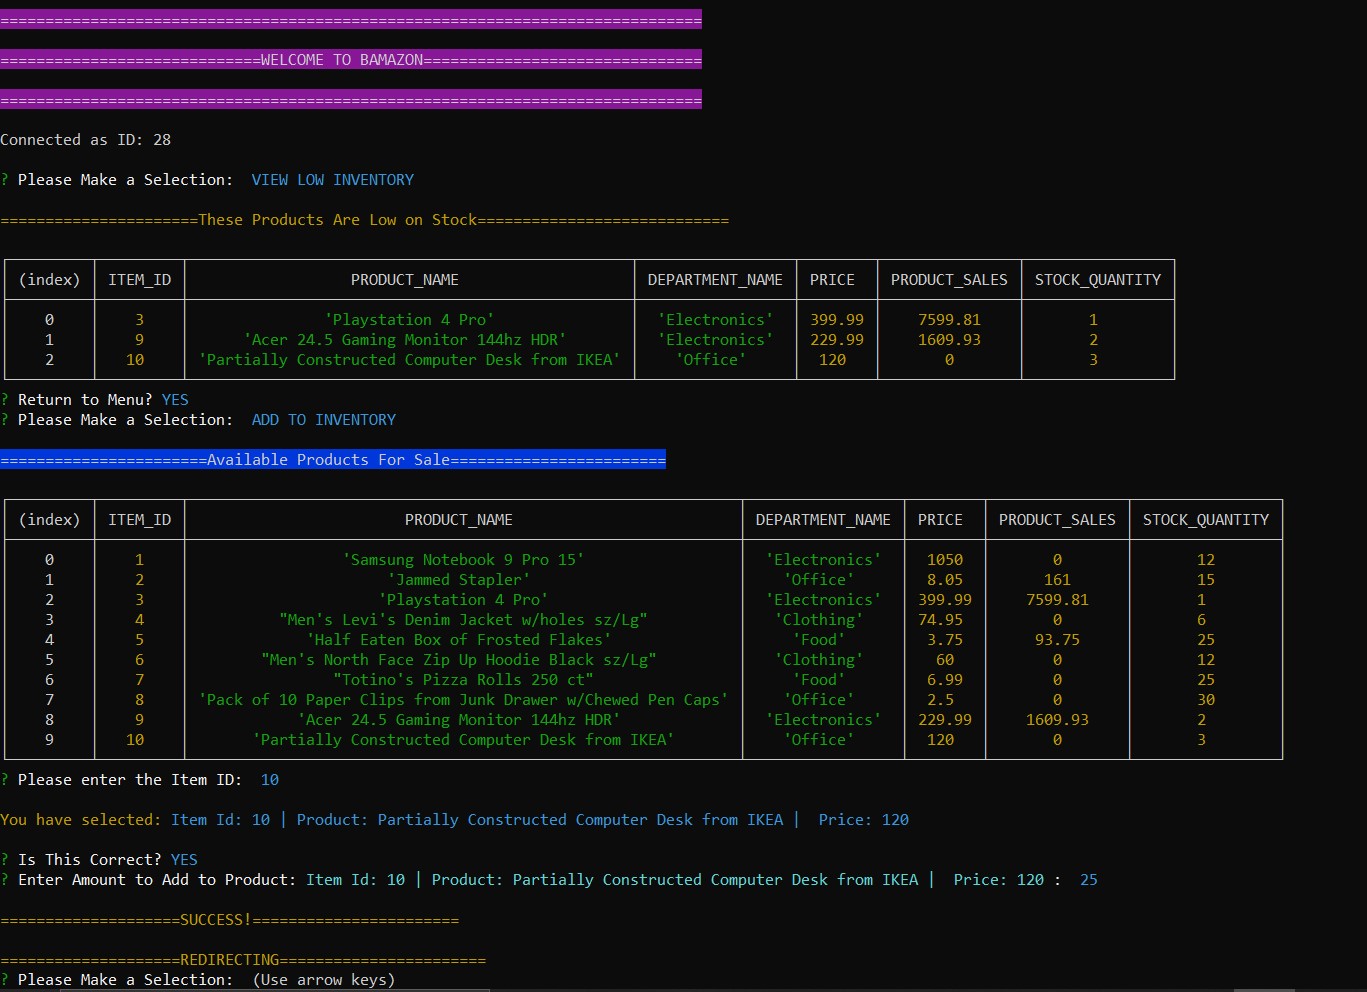 ==============================================================================
=============================WELCOME TO BAMAZON===============================
==============================================================================
Connected as ID: 28
? Please Make a Selection:  VIEW LOW INVENTORY
======================These Products Are Low on Stock============================
(index) ITEM_ID PRODUCT_NAME DEPARTMENT_NAME PRICE PRODUCT_SALES STOCK_QUANTITY
0 3 'Playstation 4 Pro' 'Electronics' 399.99 7599.81 1
1 9 'Acer 24.5 Gaming Monitor 144hz HDR' 'Electronics' 229.99 1609.93 2
2 10 'Partially Constructed Computer Desk from IKEA' 'Office' 120 0 3
? Return to Menu? YES
? Please Make a Selection:  ADD TO INVENTORY
=======================Available Products For Sale========================
(index) ITEM_ID PRODUCT_NAME DEPARTMENT_NAME PRICE PRODUCT_SALES STOCK_QUANTITY
0 1 'Samsung Notebook 9 Pro 15' 'Electronics' 1050 0 12
1 2 'Jammed Stapler' 'Office' 8.05 161 15
2 3 'Playstation 4 Pro' 'Electronics' 399.99 7599.81 1
3 4 "Men's Levi's Denim Jacket w/holes sz/Lg" 'Clothing' 74.95 0 6
4 5 'Half Eaten Box of Frosted Flakes' 'Food' 3.75 93.75 25
5 6 "Men's North Face Zip Up Hoodie Black sz/Lg" 'Clothing' 60 0 12
6 7 "Totino's Pizza Rolls 250 ct" 'Food' 6.99 0 25
7 8 'Pack of 10 Paper Clips from Junk Drawer w/Chewed Pen Caps' 'Office' 2.5 0 30
8 9 'Acer 24.5 Gaming Monitor 144hz HDR' 'Electronics' 229.99 1609.93 2
9 10 'Partially Constructed Computer Desk from IKEA' 'Office' 120 0 3
? Please enter the Item ID:  10
You have selected: Item Id: 10 | Product: Partially Constructed Computer Desk from IKEA |  Price: 120
? Is This Correct? YES
? Enter Amount to Add to Product: Item Id: 10 | Product: Partially Constructed Computer Desk from IKEA |  Price: 120 :  25
====================SUCCESS!=======================
====================REDIRECTING=======================
? Please Make a Selection:  (Use arrow keys)